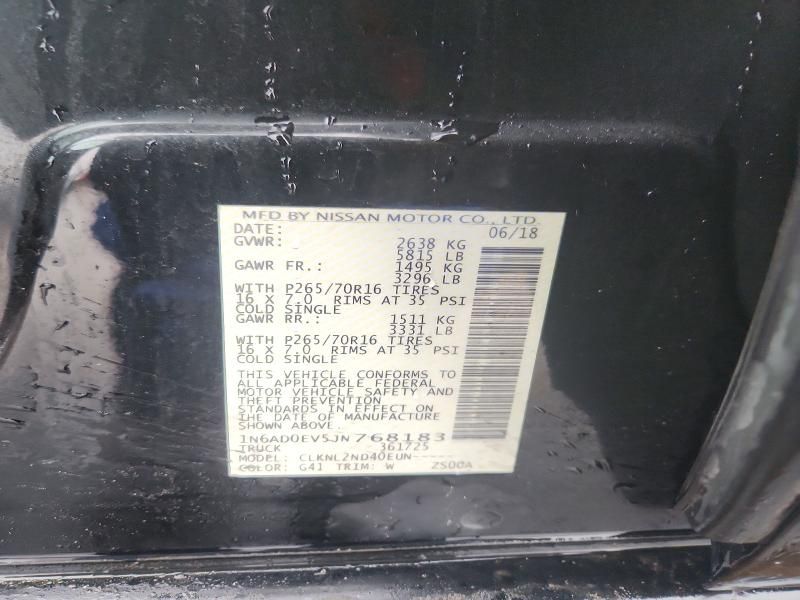 MFD BY NISSAN MOTOR CO., LTD.
DATE: 06/18
GVWR: 2638 KG
5815 LB
GAWR FR.: 1495 KG
3296 LB
WITH P265/70R16 TIRES
16 X 7.0 RIMS AT 35 PSI
COLD SINGLE
GAWR RR.: 1511 KG
3331 LB
WITH P265/70R16 TIRES
16 X 7.0 RIMS AT 35 PSI
COLD SINGLE
THIS VEHICLE CONFORMS TO
ALL APPLICABLE FEDERAL
MOTOR VEHICLE SAFETY AND
THEFT PREVENTION
STANDARDS IN EFFECT ON
THE DATE OF MANUFACTURE
SHOWN ABOVE.
1N6AD0EV5JN768183
TRUCK 361725
MODEL: CLKNL2ND40EUN-----
COLOR: G41 TRIM: W ZS00A